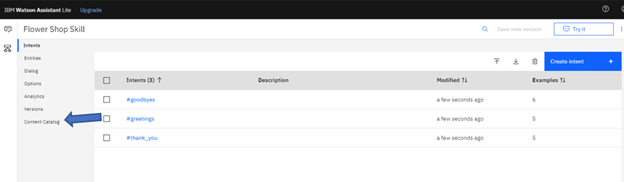 IBM Watson Assistant Lite Upgrade
Flower Shop Skill Save new version Try it
Intents
Entities
Dialog
Options
Analytics
Versions
Content Catalog
Create intent +
Intents (3) ↑ Description Modified ↑↓ Examples ↑↓
#goodbyes a few seconds ago 6
#greetings a few seconds ago 5
#thank_you a few seconds ago 5